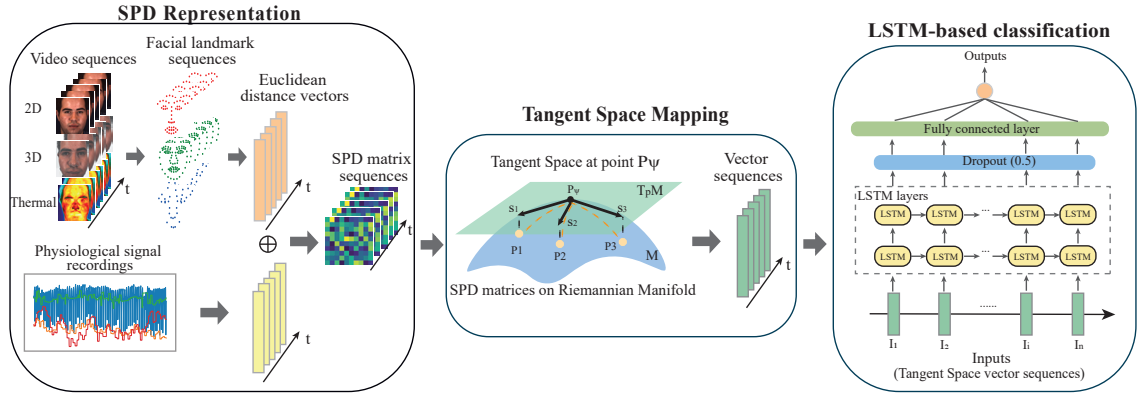 SPD Representation
Video sequences
Facial landmark
sequences
2D
3D
Thermal
t
Euclidean
distance vectors
t
⊕
Physiological signal
recordings
t
SPD matrix
sequences
t
Tangent Space Mapping
Tangent Space at point Pψ
Pψ
TpM
S1
S2
S3
P1
P2
P3
M
SPD matrices on Riemannian Manifold
Vector
sequences
t
LSTM-based classification
Outputs
Fully connected layer
Dropout (0.5)
LSTM layers
LSTM LSTM ... LSTM LSTM
LSTM LSTM ... LSTM LSTM
......
I1 I2 Ii In
Inputs
(Tangent Space vector sequences)